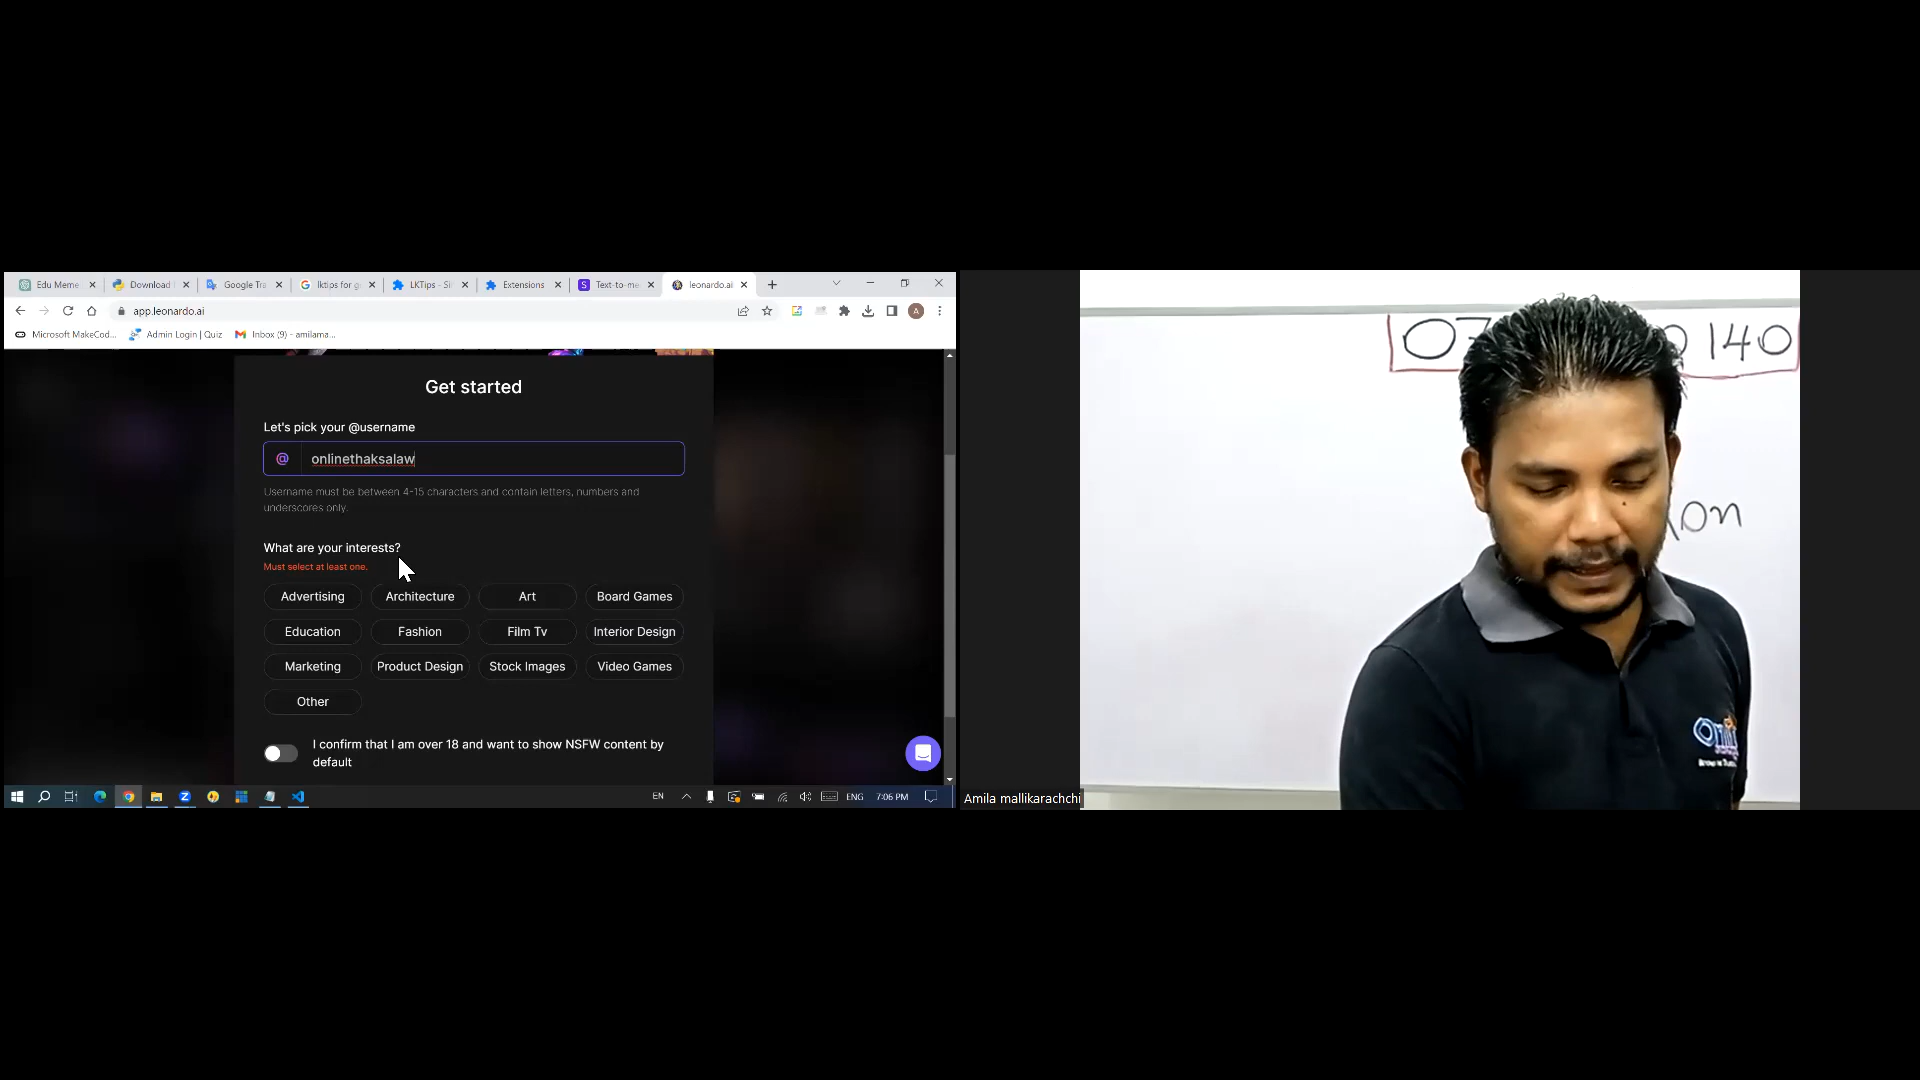 Edu Meme
Download
Google Tra
lktips for g
LKTips - Si
Extensions
Text-to-me
leonardo.ai
app.leonardo.ai
A
Microsoft MakeCod...
Admin Login | Quiz
Inbox (9) - amilama...
Get started
Let's pick your @username
@ onlinethaksalaw
Username must be between 4-15 characters and contain letters, numbers and
underscores only.
What are your interests?
Must select at least one.
Advertising Architecture Art Board Games
Education Fashion Film Tv Interior Design
Marketing Product Design Stock Images Video Games
Other
I confirm that I am over 18 and want to show NSFW content by
default
EN ENG 7:06 PM
07
0 140
on
Amila mallikarachchi